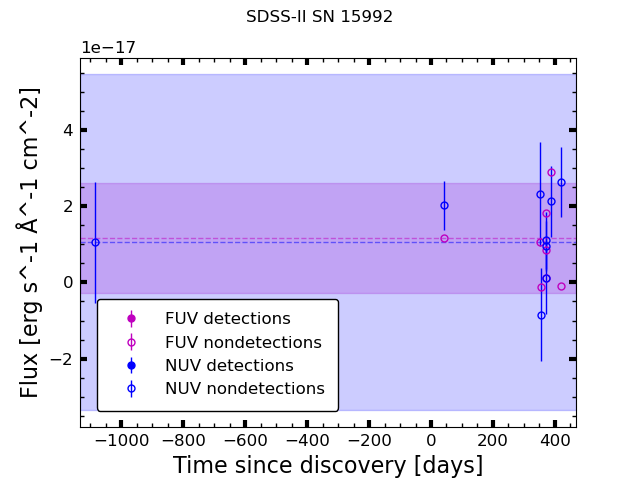 SDSS-II SN 15992
1e−17
Flux [erg s^-1 Å^-1 cm^-2]
4
2
0
−2
FUV detections
FUV nondetections
NUV detections
NUV nondetections
−1000 −800 −600 −400 −200 0 200 400
Time since discovery [days]